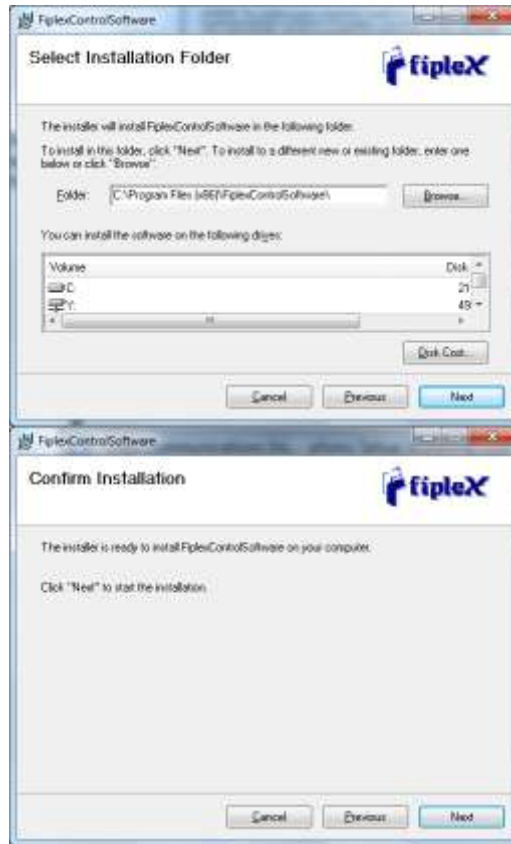 FiplexControlSoftware
Select Installation Folder
fipleX
The installer will install FiplexControlSoftware in the following folder.
To install in this folder, click "Next". To install to a different new or existing folder, enter one
below or click "Browse".
Folder:
C:\Program Files (x86)\FiplexControlSoftware\
Browse...
You can install the software on the following drives:
Volume Disk
C: 21
Y: 49
Disk Cost...
Cancel Previous Next
FiplexControlSoftware
Confirm Installation
fipleX
The installer is ready to install FiplexControlSoftware on your computer.
Click "Next" to start the installation.
Cancel Previous Next